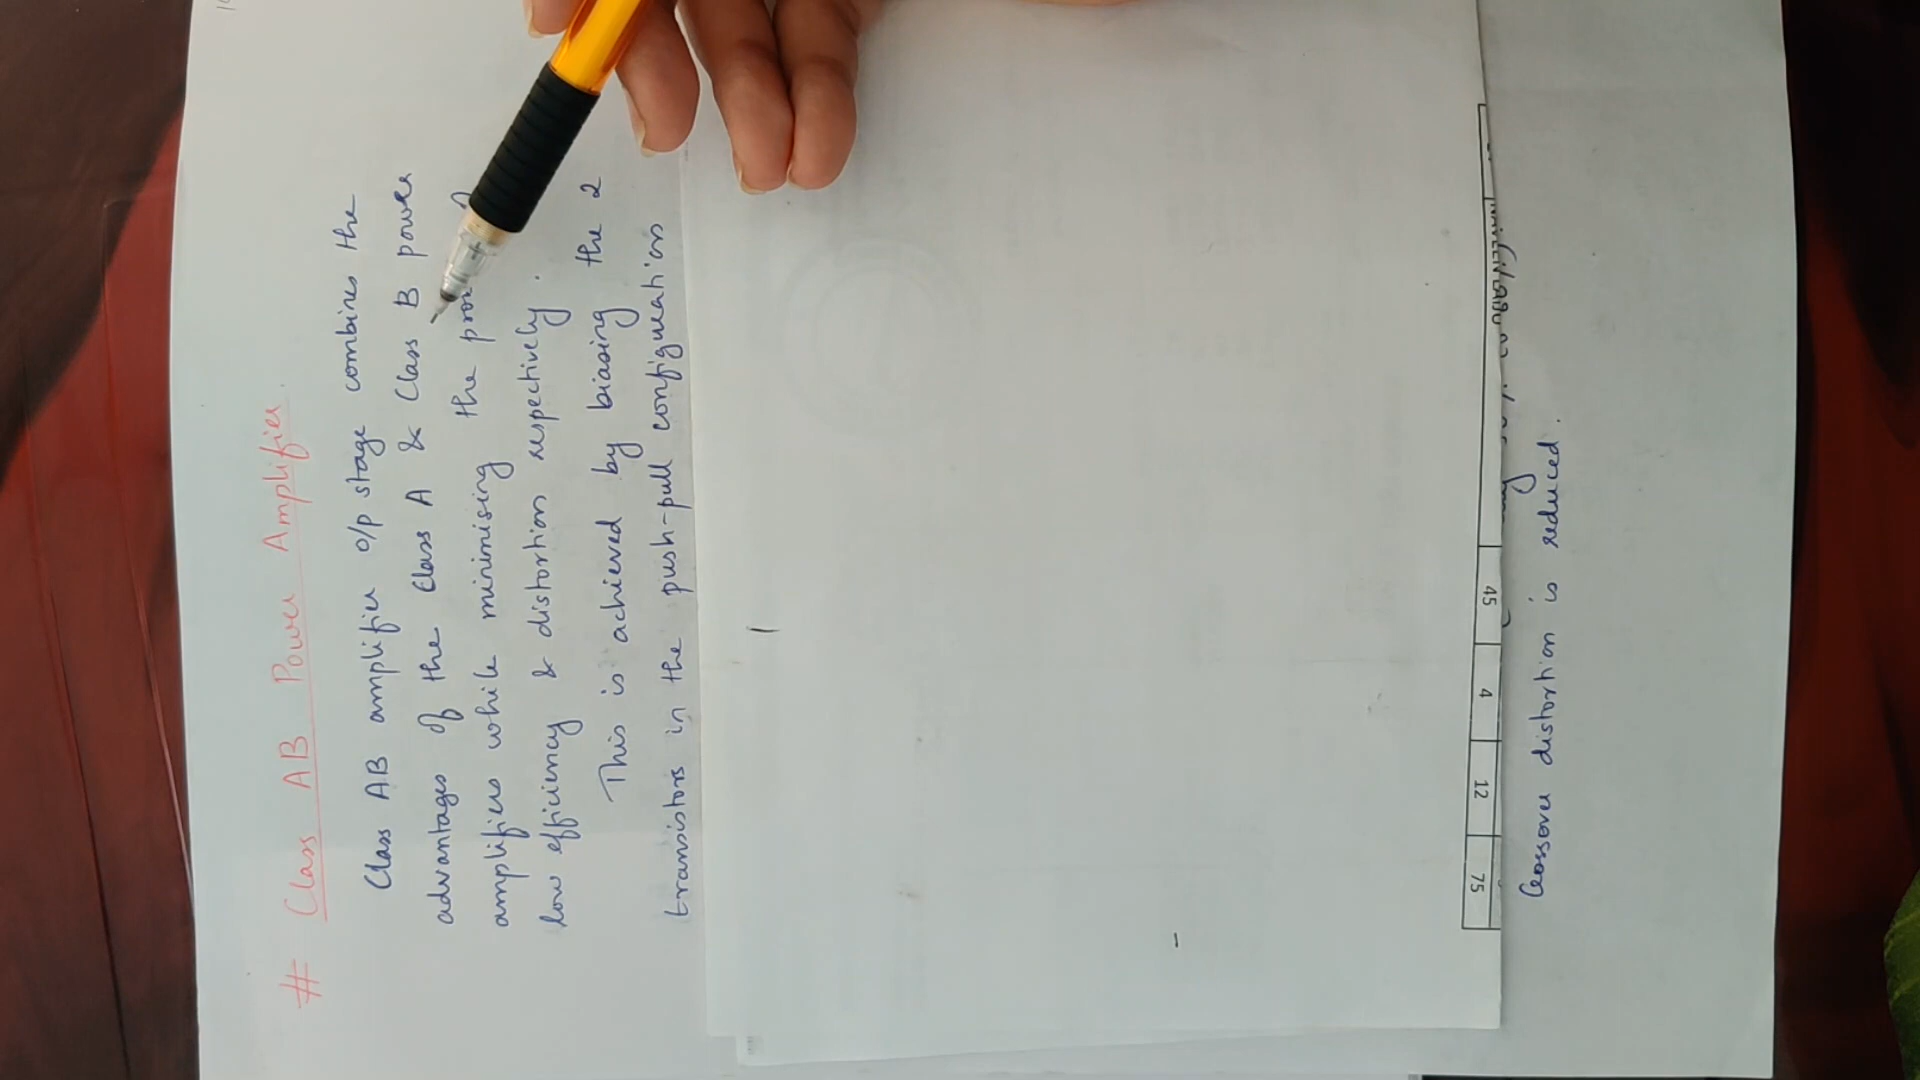 # Class AB Power Amplifier
Class AB amplifier o/p stage combines the
advantages of the Class A & Class B power
amplifiers while minimising the
low efficiency & distortion respectively.
This is achieved by biasing the 2
transistors in the push-pull configurations
45 4 12 75
Crossover distortion is reduced.